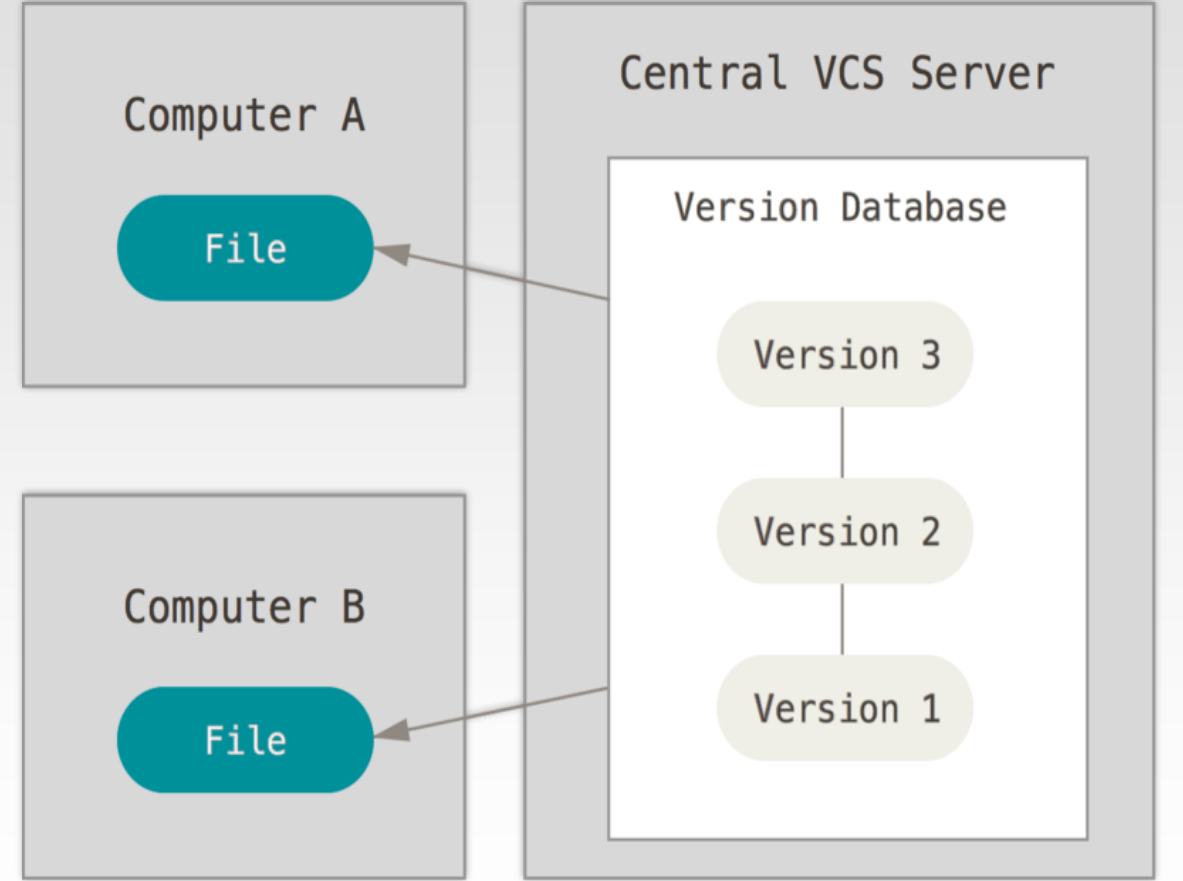 Computer A
File
Central VCS Server
Version Database
Version 3
Version 2
Version 1
Computer B
File